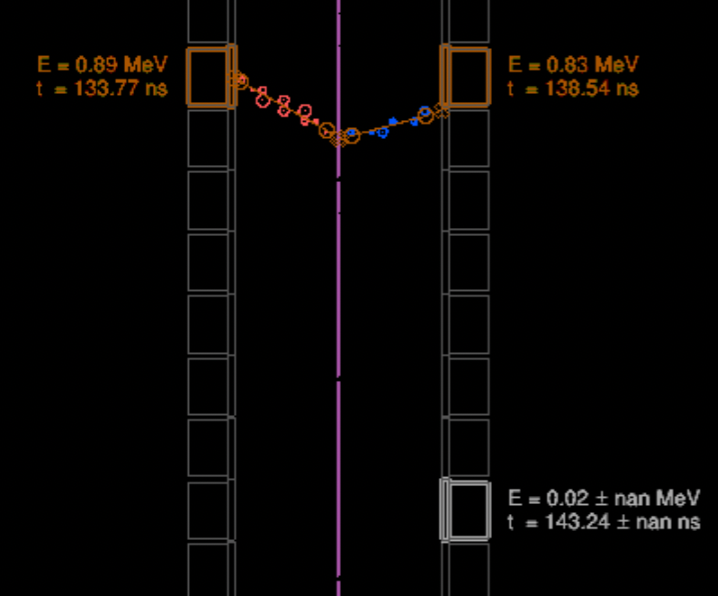 E = 0.89 MeV
t = 133.77 ns
E = 0.83 MeV
t = 138.54 ns
E = 0.02 ± nan MeV
t = 143.24 ± nan ns